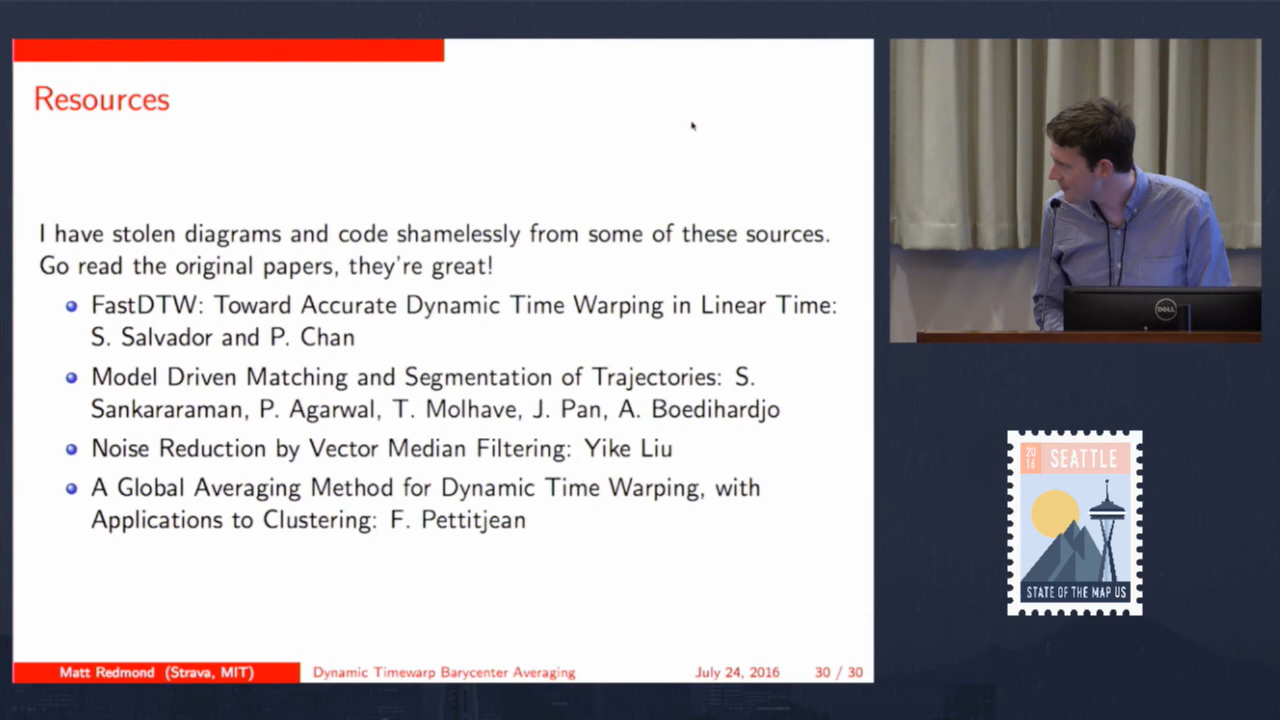 Resources
I have stolen diagrams and code shamelessly from some of these sources.
Go read the original papers, they're great!
FastDTW: Toward Accurate Dynamic Time Warping in Linear Time:
S. Salvador and P. Chan
Model Driven Matching and Segmentation of Trajectories: S.
Sankararaman, P. Agarwal, T. Molhave, J. Pan, A. Boedihardjo
Noise Reduction by Vector Median Filtering: Yike Liu
A Global Averaging Method for Dynamic Time Warping, with
Applications to Clustering: F. Pettitjean
Matt Redmond (Strava, MIT) Dynamic Timewarp Barycenter Averaging July 24, 2016 30 / 30
DELL
20
16
SEATTLE
STATE OF THE MAP US